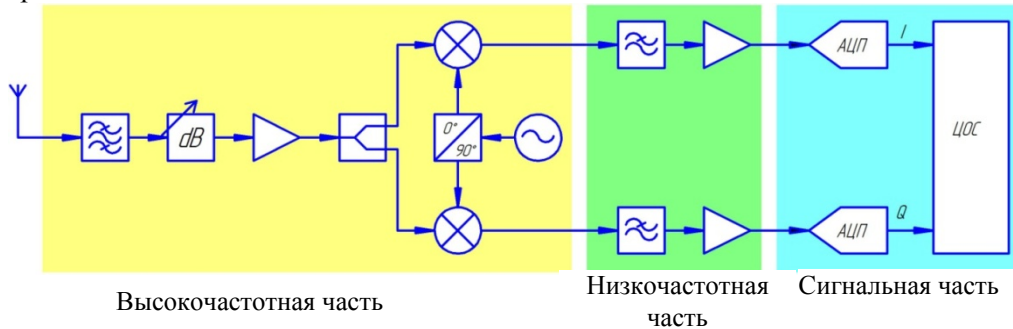 dB
0°
90°
АЦП
I
АЦП
Q
ЦОС
Высокочастотная часть
Низкочастотная
часть
Сигнальная часть